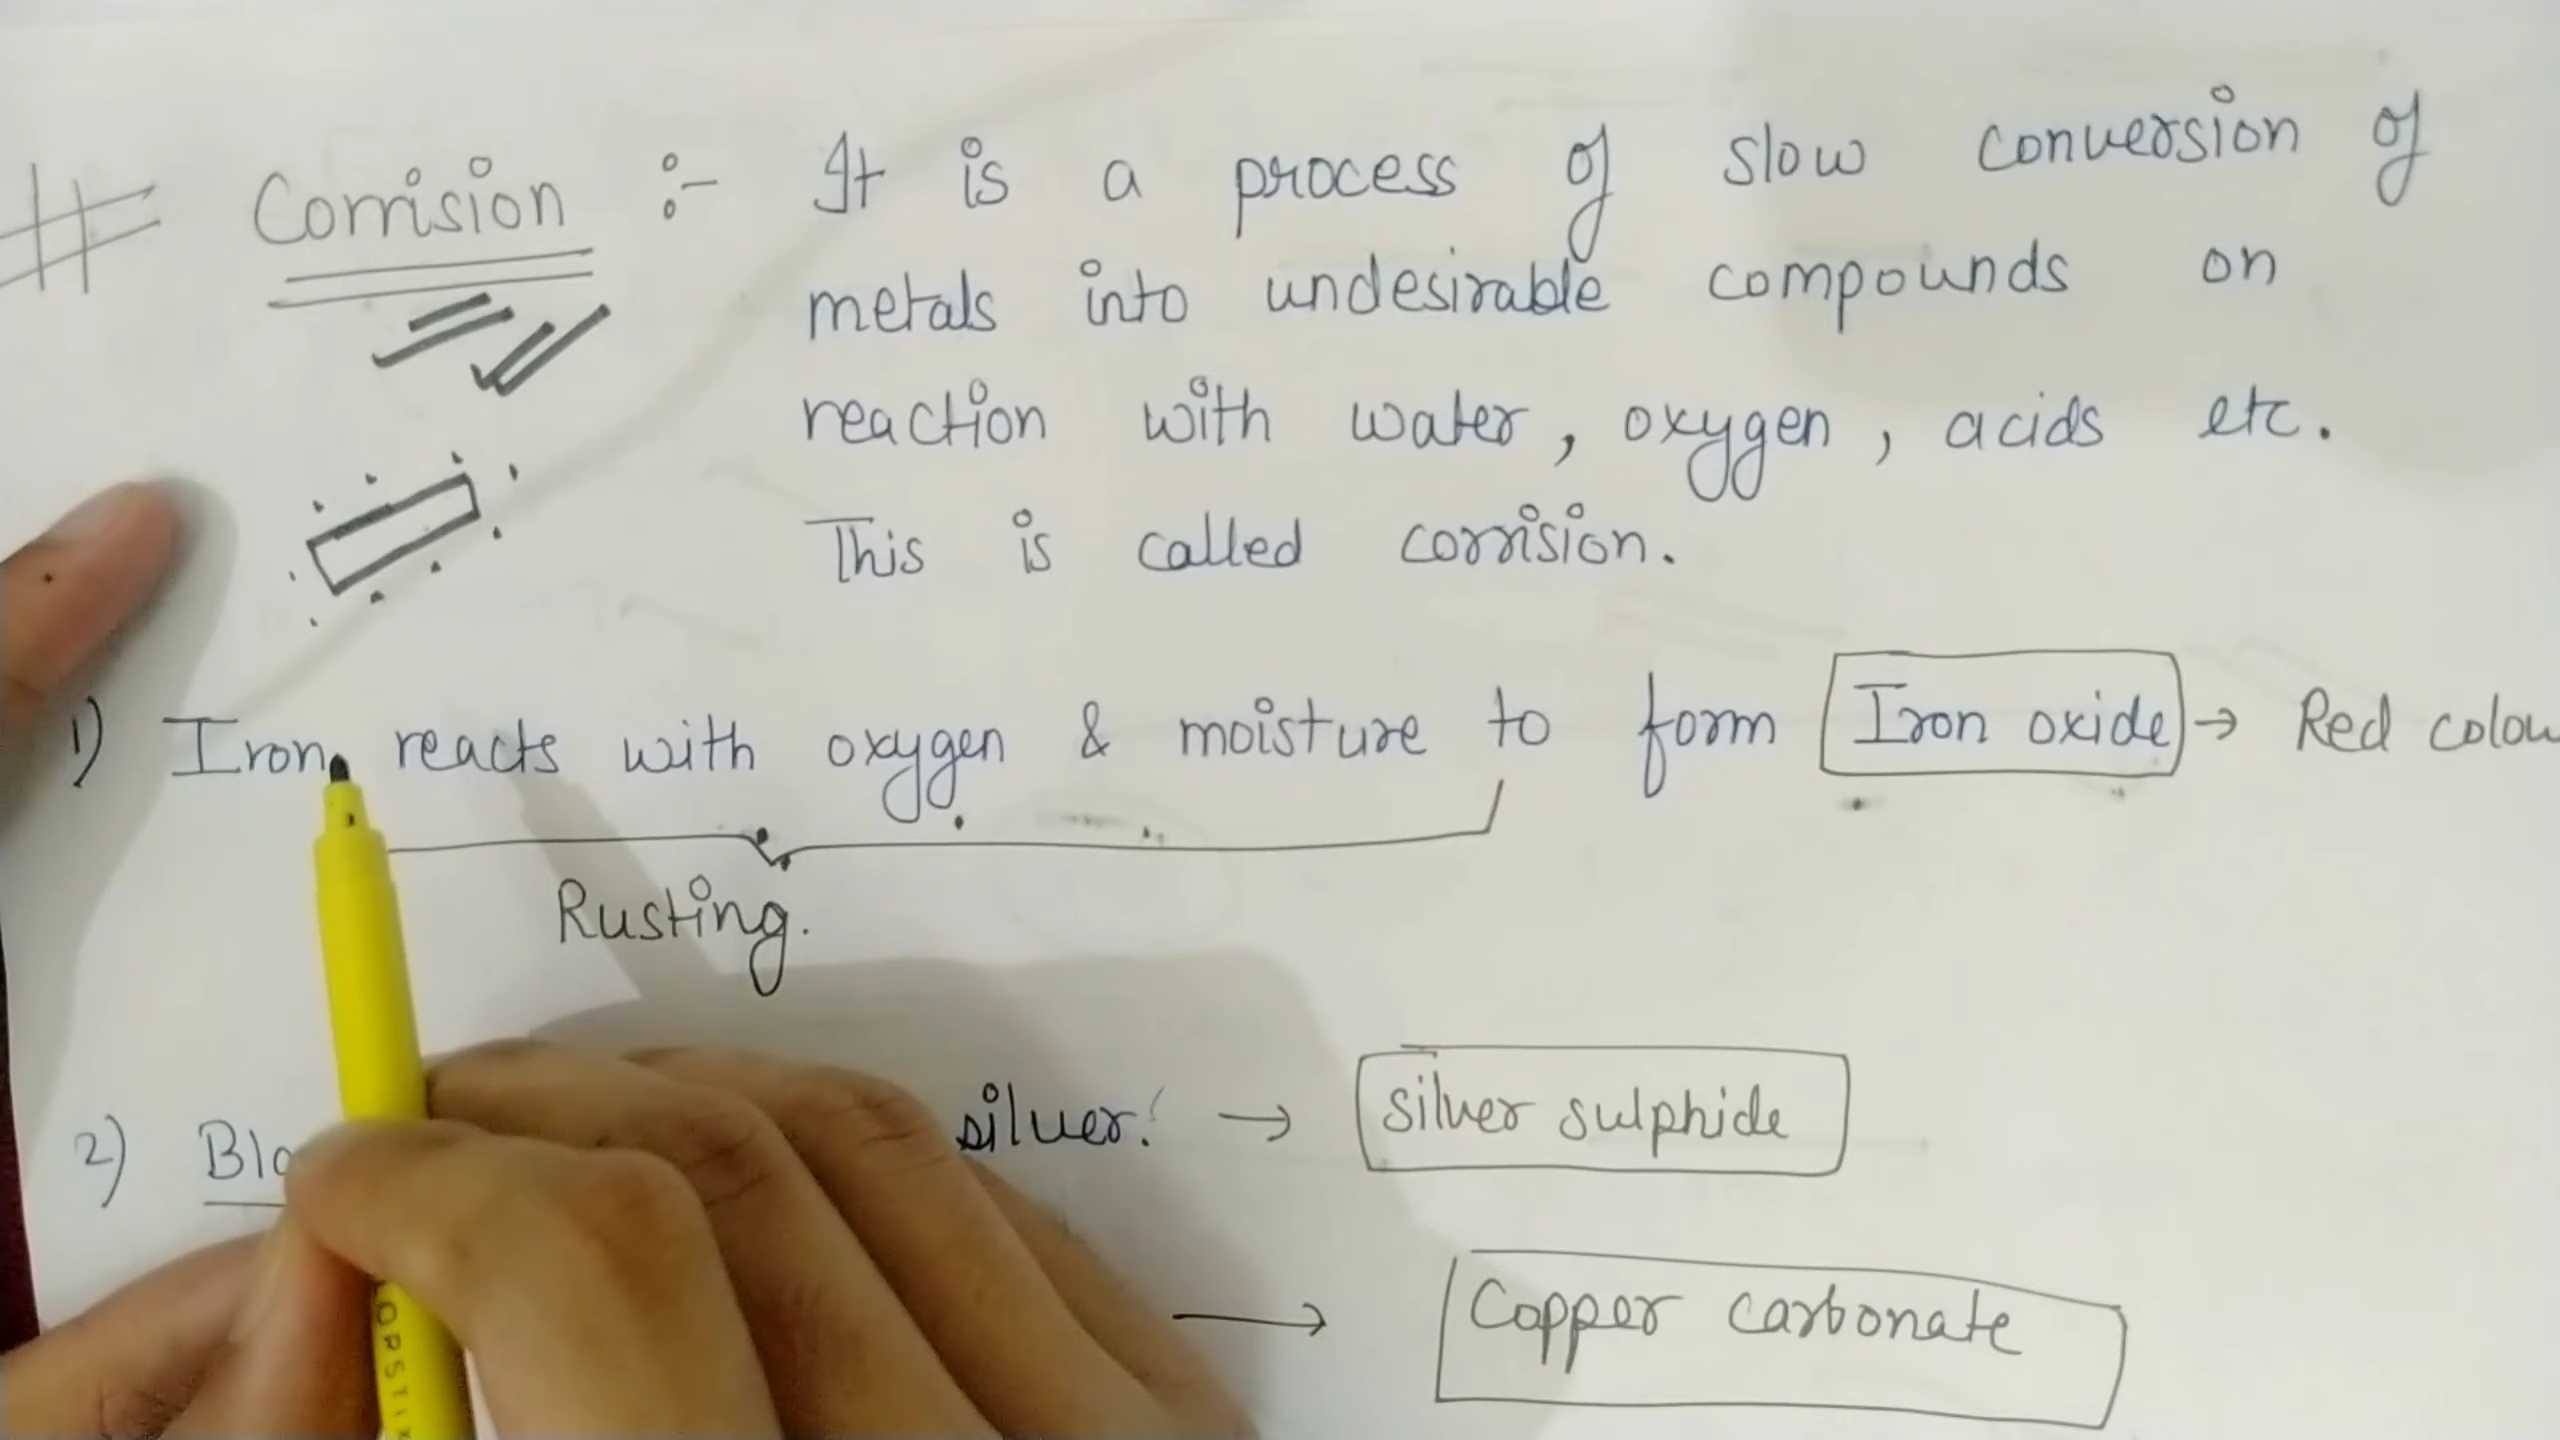 # Corrision :- It is a process of slow conversion of
metals into undesirable compounds on
reaction with water, oxygen, acids etc.
This is called corrision.
1) Iron reacts with oxygen & moisture to form Iron oxide → Red
Rusting.
2) silver. → Silver sulphide
→ Copper carbonate